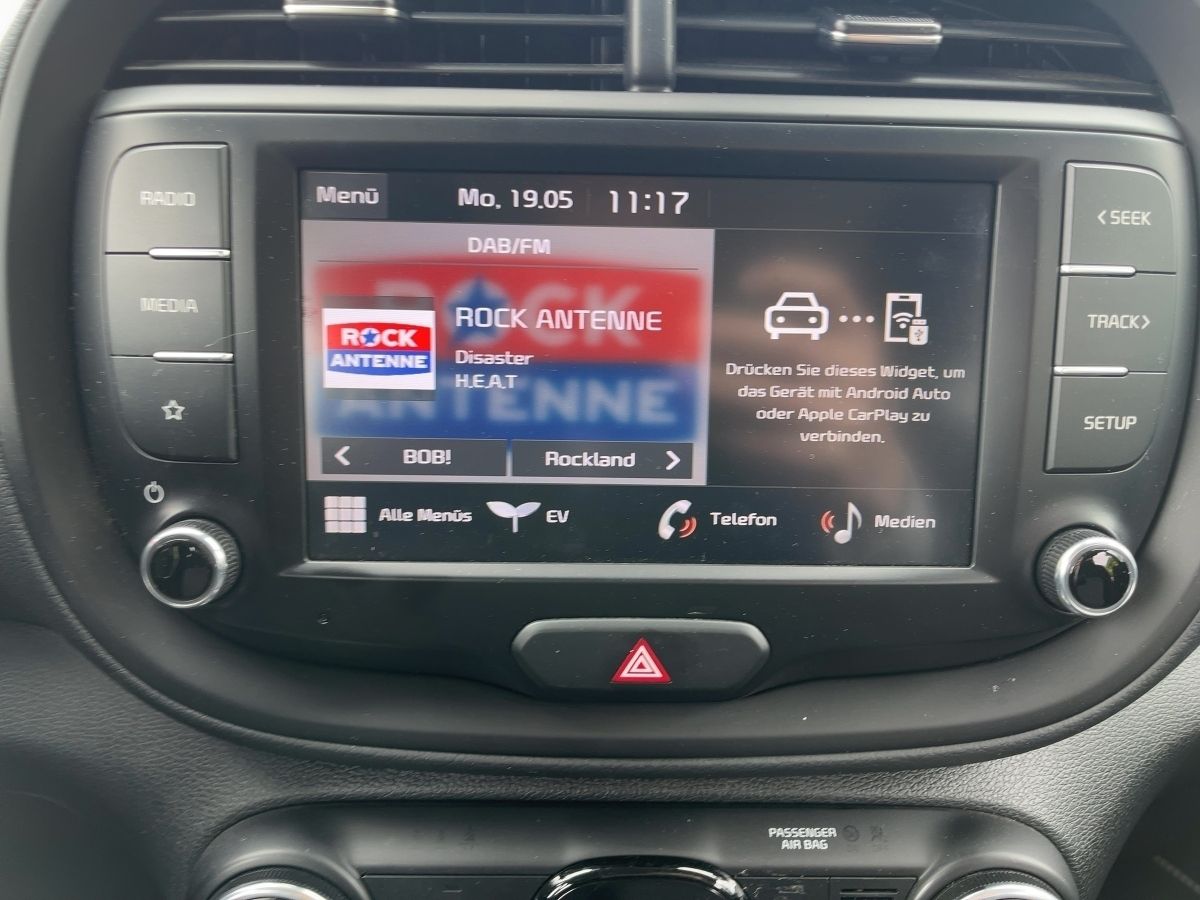 RADIO
MEDIA
Menü
Mo, 19.05
11:17
DAB/FM
ROCK
ANTENNE
ROCK ANTENNE
Disaster
H.E.A.T
ROCK
ANTENNE
< BOB!
Rockland >
Drücken Sie dieses Widget, um
das Gerät mit Android Auto
oder Apple CarPlay zu
verbinden.
Alle Menüs
EV
Telefon
Medien
< SEEK
TRACK >
SETUP
PASSENGER
AIR BAG